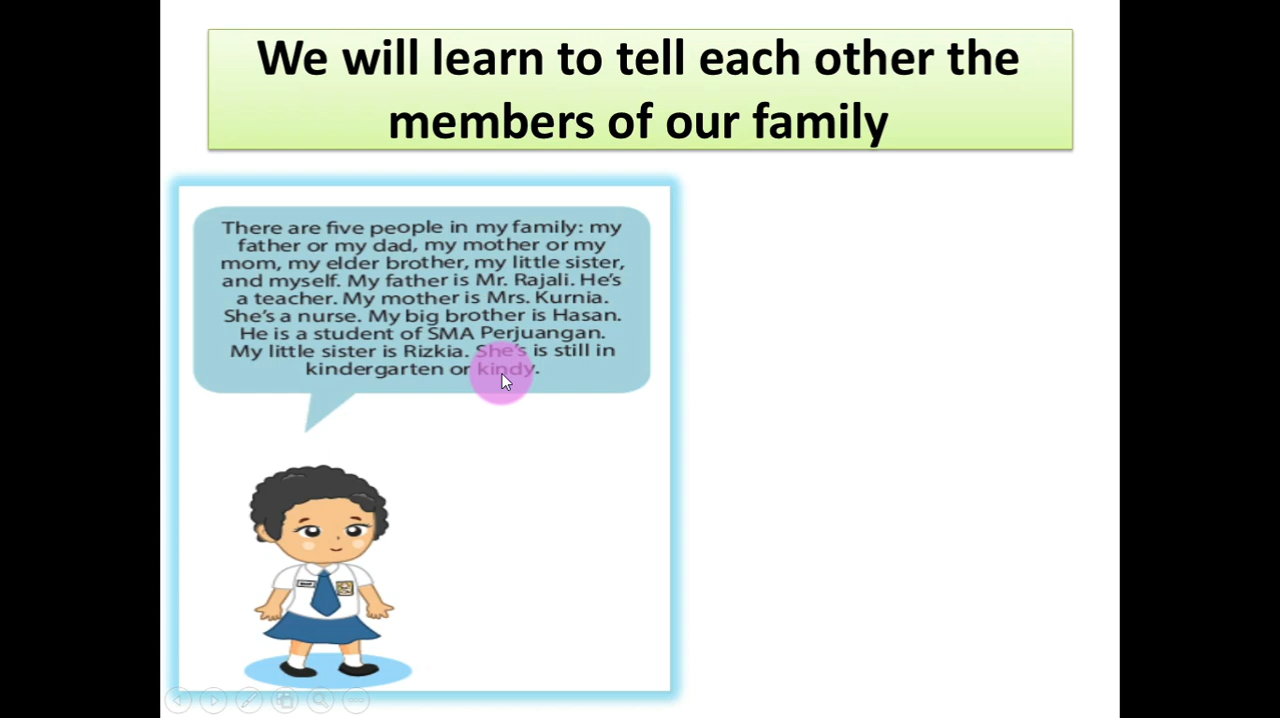 We will learn to tell each other the
members of our family
There are five people in my family: my
father or my dad, my mother or my
mom, my elder brother, my little sister,
and myself. My father is Mr. Rajali. He's
a teacher. My mother is Mrs. Kurnia.
She's a nurse. My big brother is Hasan.
He is a student of SMA Perjuangan.
My little sister is Rizkia. She's is still in
kindergarten or kindy.